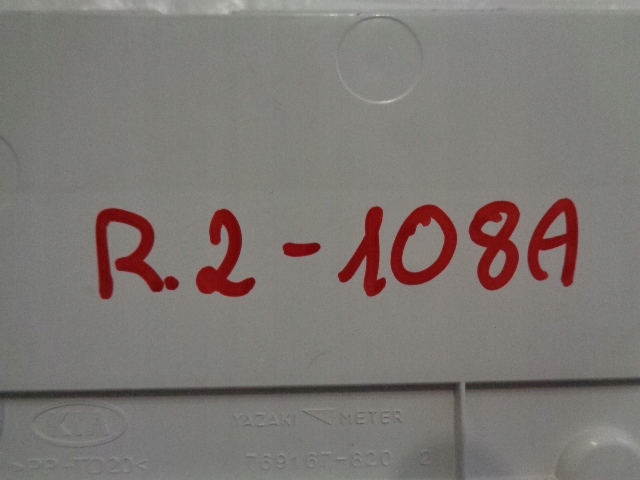 R.2-108A
KIA
YAZAKI METER
>PP-TD20<
769167-820 2